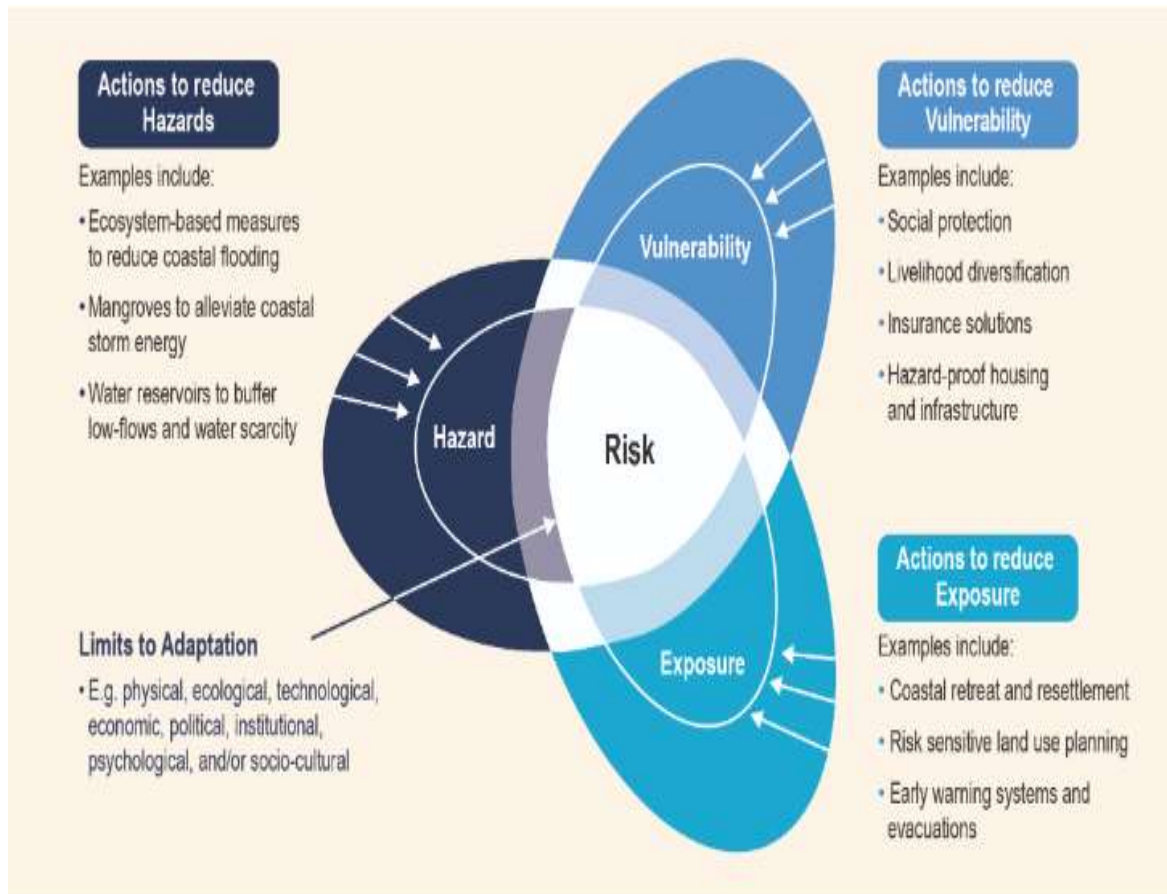 Actions to reduce
Hazards
Examples include:
• Ecosystem-based measures
to reduce coastal flooding
• Mangroves to alleviate coastal
storm energy
• Water reservoirs to buffer
low-flows and water scarcity
Limits to Adaptation
• E.g. physical, ecological, technological,
economic, political, institutional,
psychological, and/or socio-cultural
Vulnerability
Hazard
Risk
Exposure
Actions to reduce
Vulnerability
Examples include:
• Social protection
• Livelihood diversification
• Insurance solutions
• Hazard-proof housing
and infrastructure
Actions to reduce
Exposure
Examples include:
• Coastal retreat and resettlement
• Risk sensitive land use planning
• Early warning systems and
evacuations